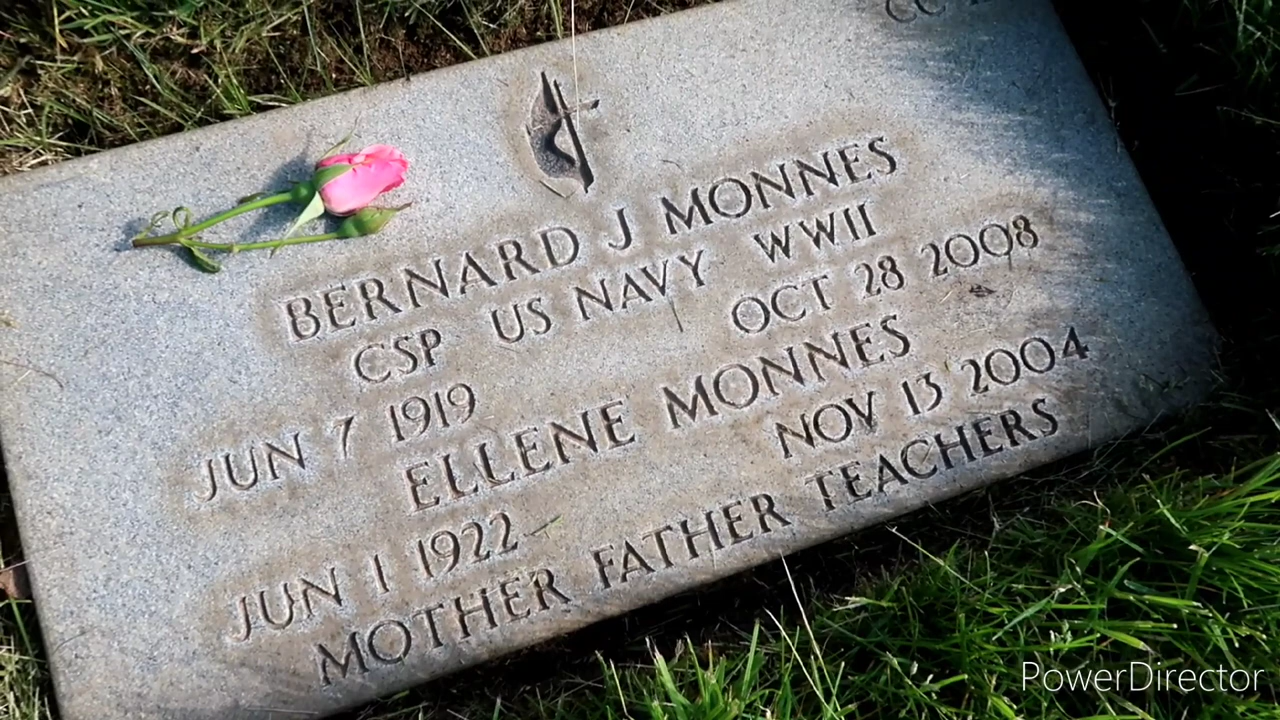 BERNARD J MONNES
CSP US NAVY WWII
JUN 7 1919 OCT 28 2008
ELLENE MONNES
JUN 1 1922 NOV 13 2004
MOTHER FATHER TEACHERS
PowerDirector